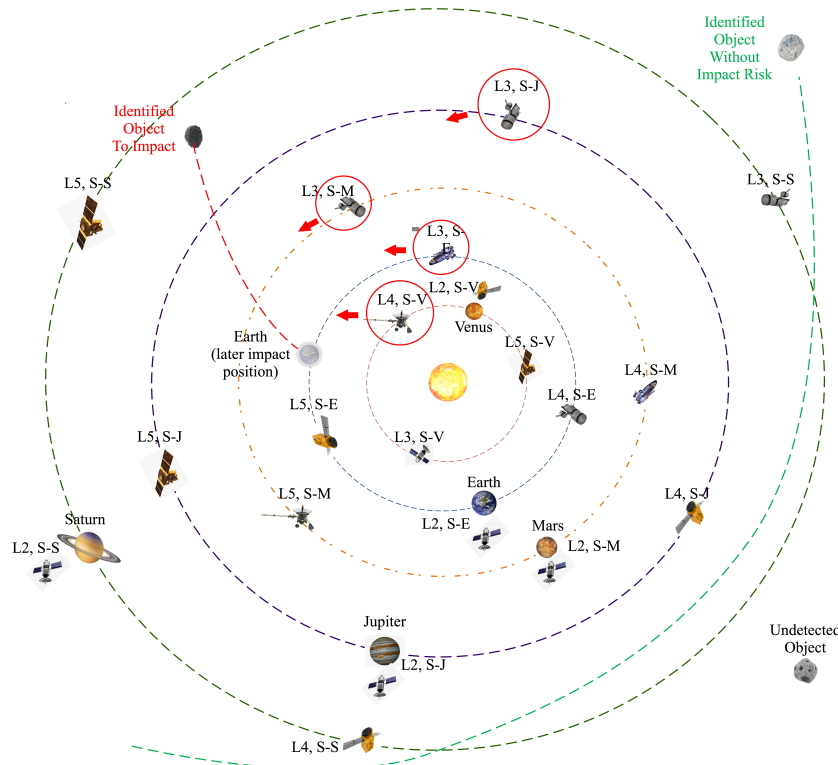 Identified
Object
Without
Impact Risk
L3, S-J
Identified
Object
To Impact
L5, S-S
L3, S-M
L3, S-S
L3, S-
E
L2, S-V
L4, S-V
Venus
Earth
(later impact
position)
L5, S-V
L4, S-M
L4, S-E
L5, S-E
L3, S-V
L5, S-J
Earth
L5, S-M
L4, S-J
Saturn
L2, S-E
Mars
L2, S-S
L2, S-M
Jupiter
Undetected
Object
L2, S-J
L4, S-S